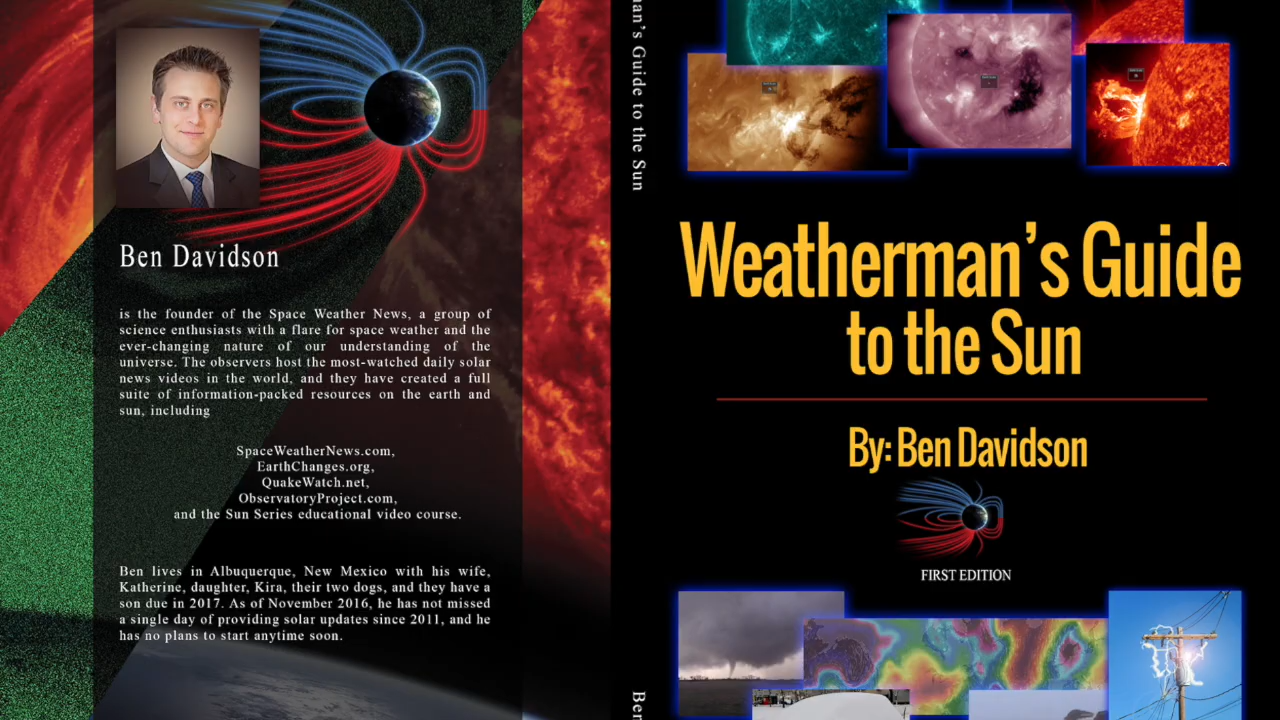 Ben Davidson
is the founder of the Space Weather News, a group of
science enthusiasts with a flare for space weather and the
ever-changing nature of our understanding of the
universe. The observers host the most-watched daily solar
news videos in the world, and they have created a full
suite of information-packed resources on the earth and
sun, including
SpaceWeatherNews.com,
EarthChanges.org,
QuakeWatch.net,
ObservatoryProject.com,
and the Sun Series educational video course.
Ben lives in Albuquerque, New Mexico with his wife,
Katherine, daughter, Kira, their two dogs, and they have a
son due in 2017. As of November 2016, he has not missed
a single day of providing solar updates since 2011, and he
has no plans to start anytime soon.
man's Guide to the Sun
Ben
Weatherman's Guide
to the Sun
By: Ben Davidson
FIRST EDITION